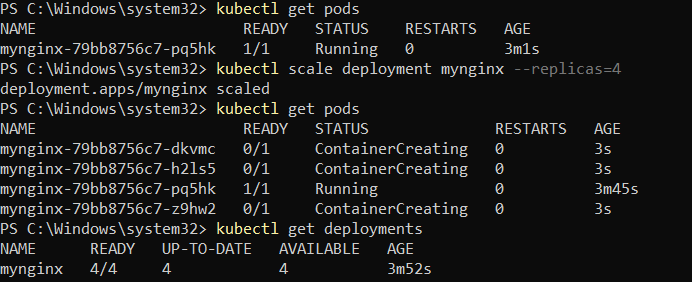 PS C:\Windows\system32> kubectl get pods
NAME                       READY   STATUS    RESTARTS   AGE
mynginx-79bb8756c7-pq5hk   1/1     Running   0          3m1s
PS C:\Windows\system32> kubectl scale deployment mynginx --replicas=4
deployment.apps/mynginx scaled
PS C:\Windows\system32> kubectl get pods
NAME                       READY   STATUS              RESTARTS   AGE
mynginx-79bb8756c7-dkvmc   0/1     ContainerCreating   0          3s
mynginx-79bb8756c7-h2ls5   0/1     ContainerCreating   0          3s
mynginx-79bb8756c7-pq5hk   1/1     Running             0          3m45s
mynginx-79bb8756c7-z9hw2   0/1     ContainerCreating   0          3s
PS C:\Windows\system32> kubectl get deployments
NAME      READY   UP-TO-DATE   AVAILABLE   AGE
mynginx   4/4     4            4           3m52s